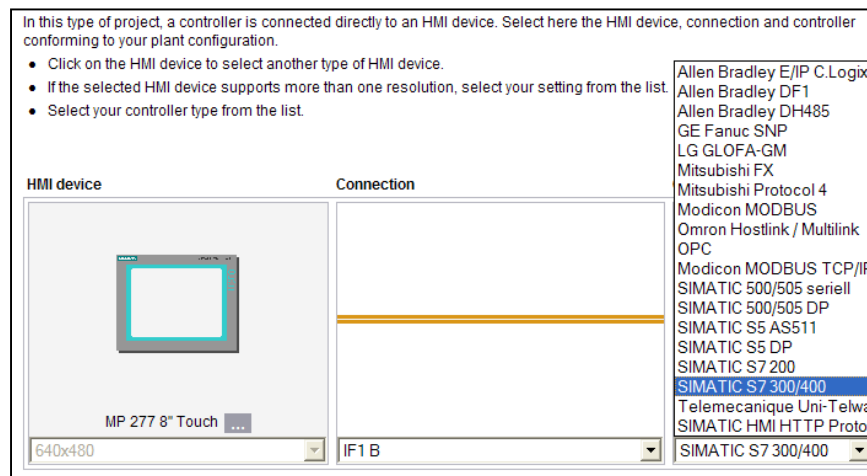 In this type of project, a controller is connected directly to an HMI device. Select here the HMI device, connection and controller
conforming to your plant configuration.
• Click on the HMI device to select another type of HMI device.
• If the selected HMI device supports more than one resolution, select your setting from the list.
• Select your controller type from the list.
Allen Bradley E/IP C.Logix
Allen Bradley DF1
Allen Bradley DH485
GE Fanuc SNP
LG GLOFA-GM
Mitsubishi FX
Mitsubishi Protocol 4
Modicon MODBUS
Omron Hostlink / Multilink
OPC
Modicon MODBUS TCP/IP
SIMATIC 500/505 seriell
SIMATIC 500/505 DP
SIMATIC S5 AS511
SIMATIC S5 DP
SIMATIC S7 200
SIMATIC S7 300/400
Telemecanique Uni-Telwa
SIMATIC HMI HTTP Proto
HMI device
Connection
MP 277 8" Touch ...
640x480
IF1 B
SIMATIC S7 300/400